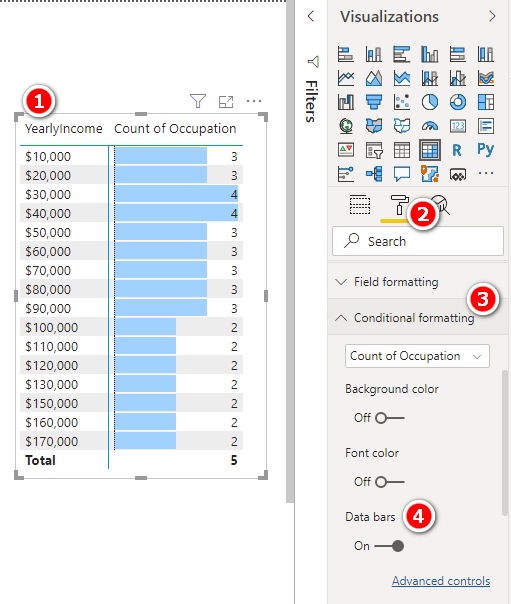 Visualizations
Filters
R
Py
123
1
YearlyIncome Count of Occupation
$10,000 3
$20,000 3
$30,000 4
$40,000 4
$50,000 3
$60,000 3
$70,000 3
$80,000 3
$90,000 3
$100,000 2
$110,000 2
$120,000 2
$130,000 2
$150,000 2
$160,000 2
$170,000 2
Total 5
2
Search
Field formatting
3
Conditional formatting
Count of Occupation
Background color
Off
Font color
Off
Data bars 4
On
Advanced controls